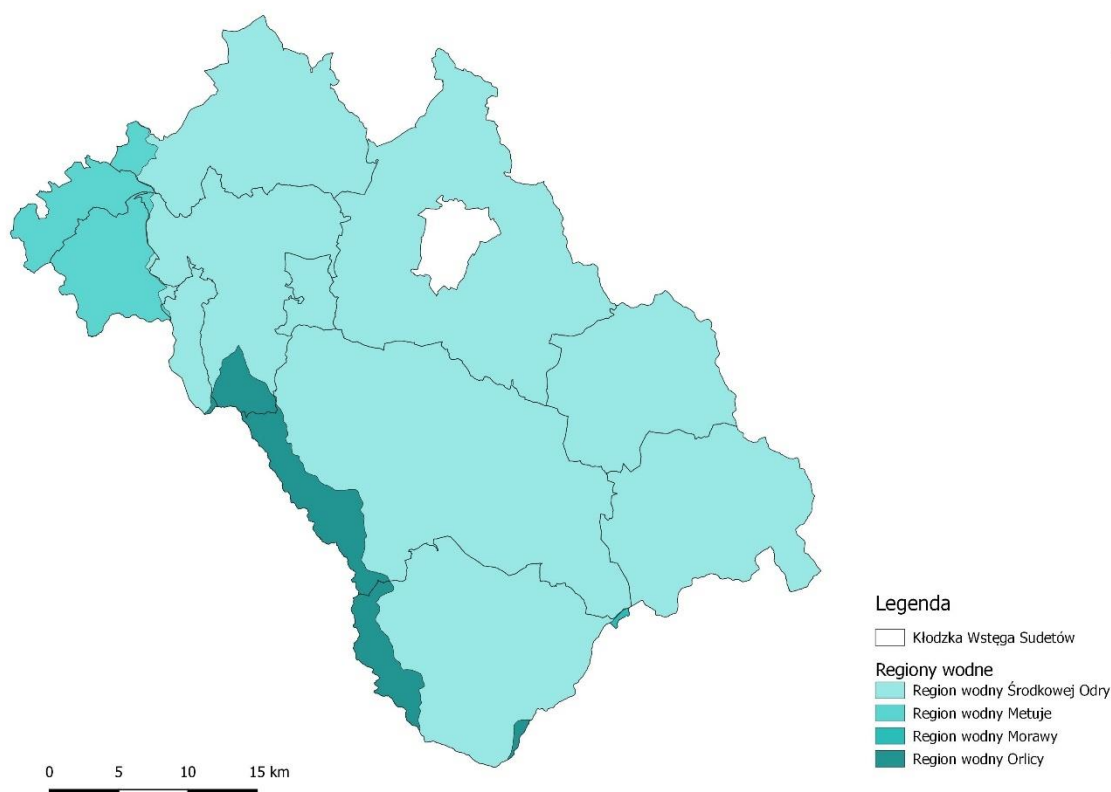 Legenda
Kłodzka Wstęga Sudetów
Regiony wodne
Region wodny Środkowej Odry
Region wodny Metuje
Region wodny Morawy
Region wodny Orlicy
0 5 10 15 km